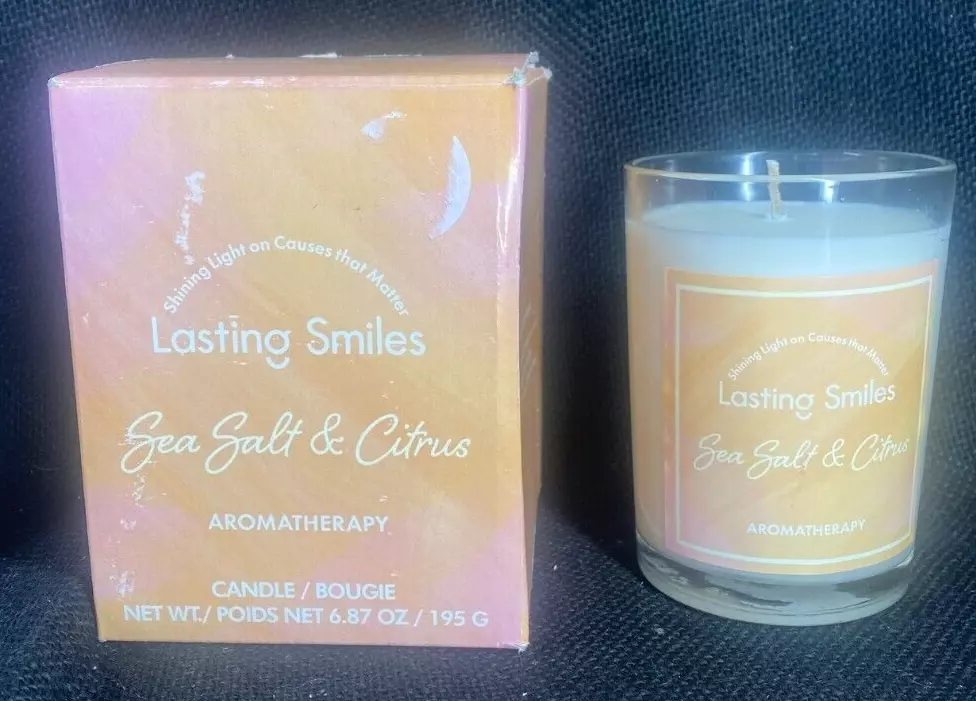 Shining Light on Causes that Matter
Lasting Smiles
Sea Salt & Citrus
AROMATHERAPY
CANDLE / BOUGIE
NET WT./ POIDS NET 6.87 OZ / 195 G
Shining Light on Causes that Matter
Lasting Smiles
Sea Salt & Citrus
AROMATHERAPY